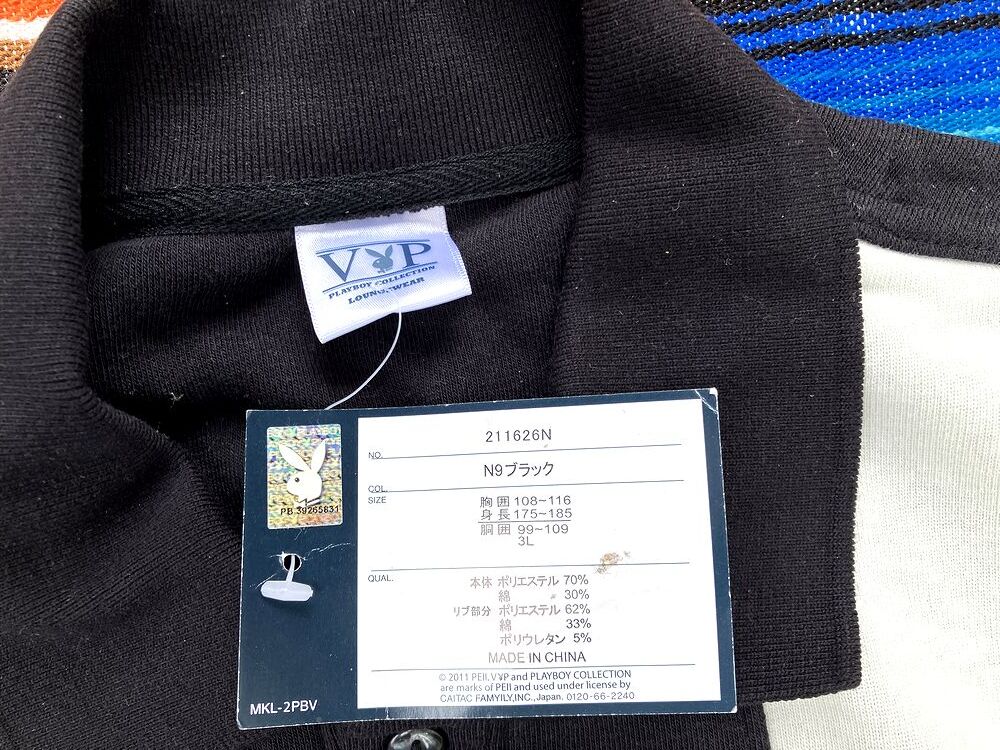 VIP
PLAYBOY COLLECTION
LOUNGEWEAR
PB.39265831
NO.
211626N
COL.
N9ブラック
SIZE
胸囲 108~116
身長 175~185
胴囲 99~109
3L
QUAL.
本体 ポリエステル 70%
綿 30%
リブ部分 ポリエステル 62%
綿 33%
ポリウレタン 5%
MADE IN CHINA
© 2011 PEII, V.I.P and PLAYBOY COLLECTION
are marks of PEII and used under license by
CAITAC FAMYILY,INC., Japan. 0120-66-2240
MKL-2PBV